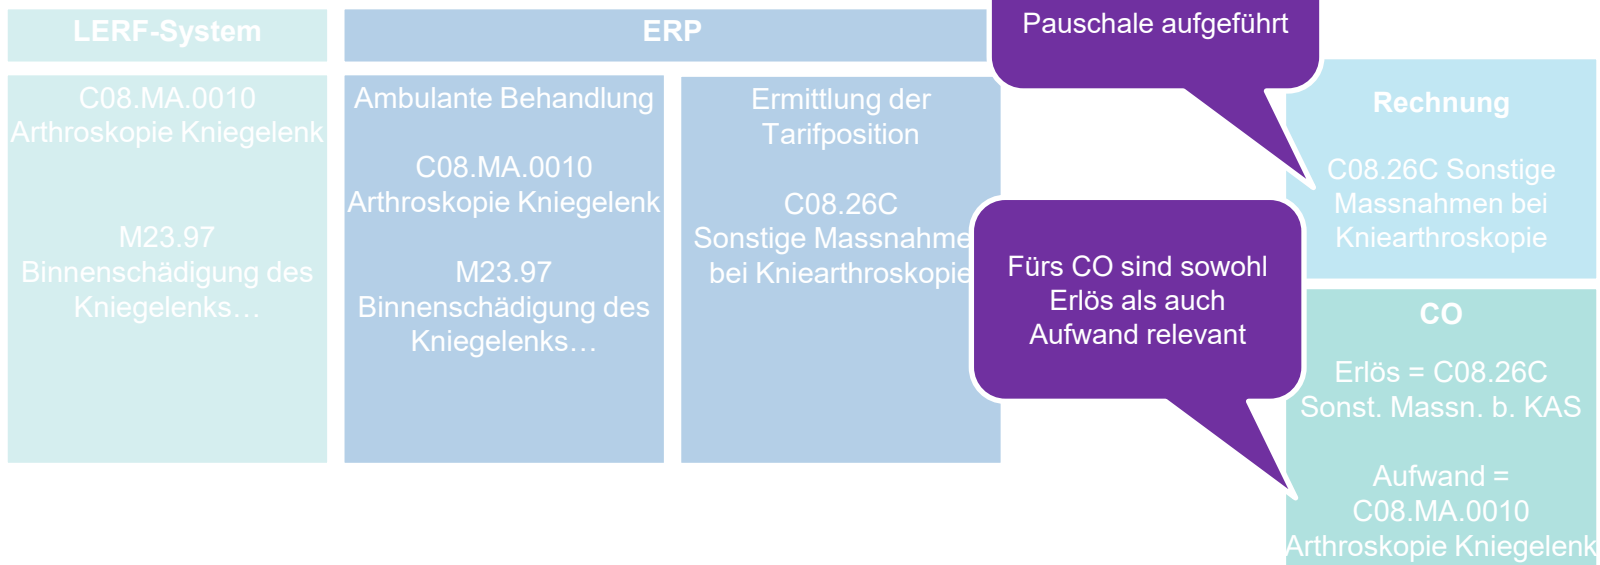 LERF-System
C08.MA.0010
Arthroskopie Kniegelenk
M23.97
Binnenschädigung des
Kniegelenks…
ERP
Ambulante Behandlung
C08.MA.0010
Arthroskopie Kniegelenk
M23.97
Binnenschädigung des
Kniegelenks…
Ermittlung der
Tarifposition
C08.26C
Sonstige Massnahme
bei Kniearthroskopie
Pauschale aufgeführt
Fürs CO sind sowohl
Erlös als auch
Aufwand relevant
Rechnung
C08.26C Sonstige
Massnahmen bei
Kniearthroskopie
CO
Erlös = C08.26C
Sonst. Massn. b. KAS
Aufwand =
C08.MA.0010
Arthroskopie Kniegelenk